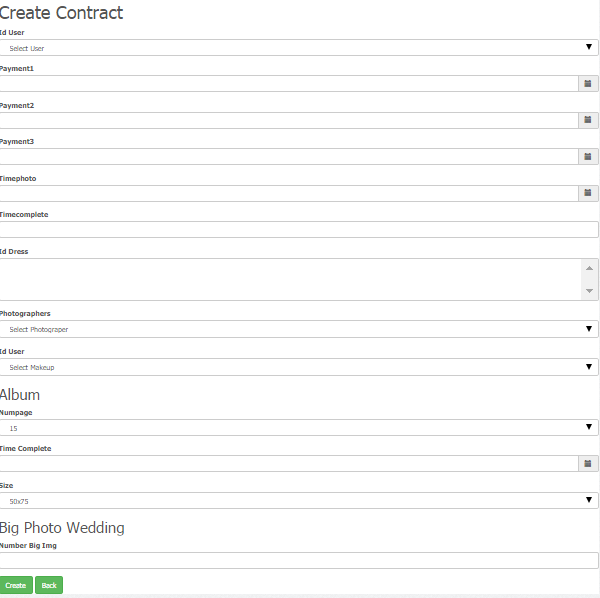 Create Contract
Id User
Select User
Payment1
Payment2
Payment3
Timephoto
Timecomplete
Id Dress
Photographers
Select Photograper
Id User
Select Makeup
Album
Numpage
15
Time Complete
Size
50x75
Big Photo Wedding
Number Big Img
Create Back